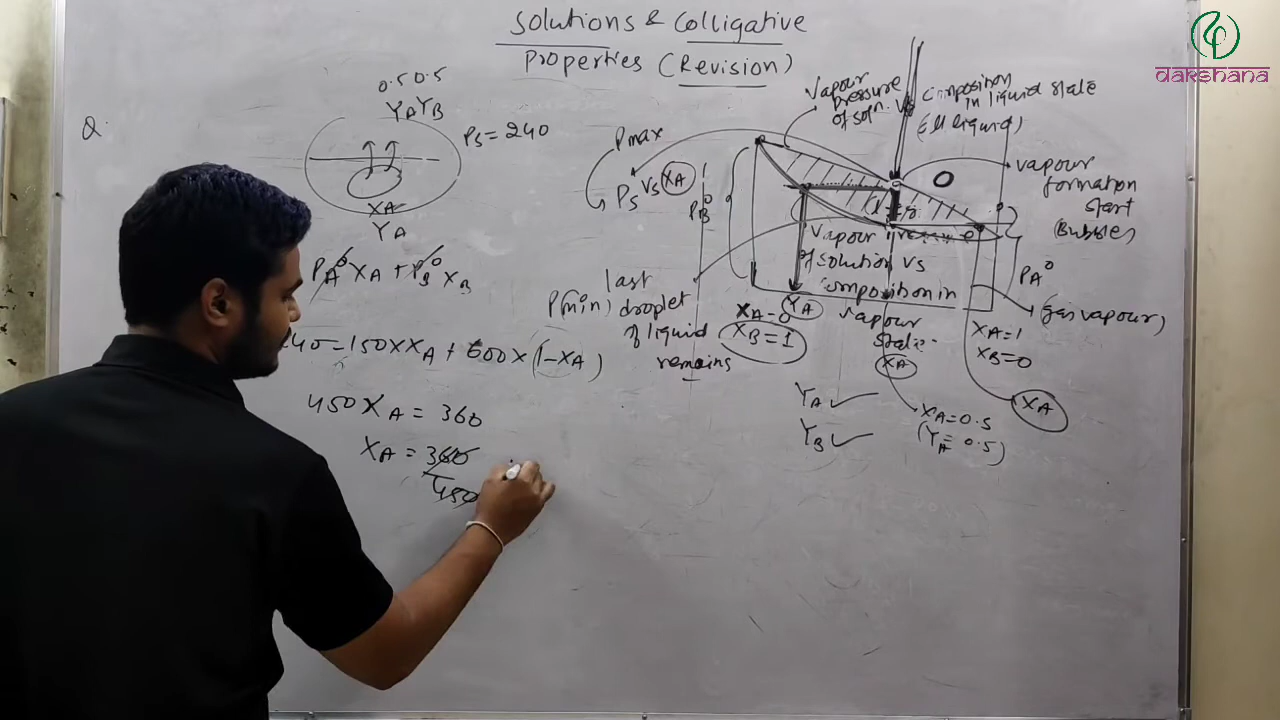 Solutions & Colligative
Properties (Revision)
dakshana
Q.
0.5 0.5
YA YB
PS = 240
XA
YA
PA° XA + PB° XB
240 = 150 x XA + 600 x (1-XA)
450 XA = 360
XA = 360
450
Pmax
PS vs XA
P(min)
Vapour
pressure
of soln. vs
composition
in liquid state
(all liquid)
vapour
formation
start
(Bubbles)
PB°
PA°
last
droplet
of liquid
remains
Vapour
of solution vs
composition in
vapour
state
XA=0
XB=1
YA
XA
XA=1
XB=0
(gas vapour)
XA
YA
YB
XA=0.5
(YA = 0.5)